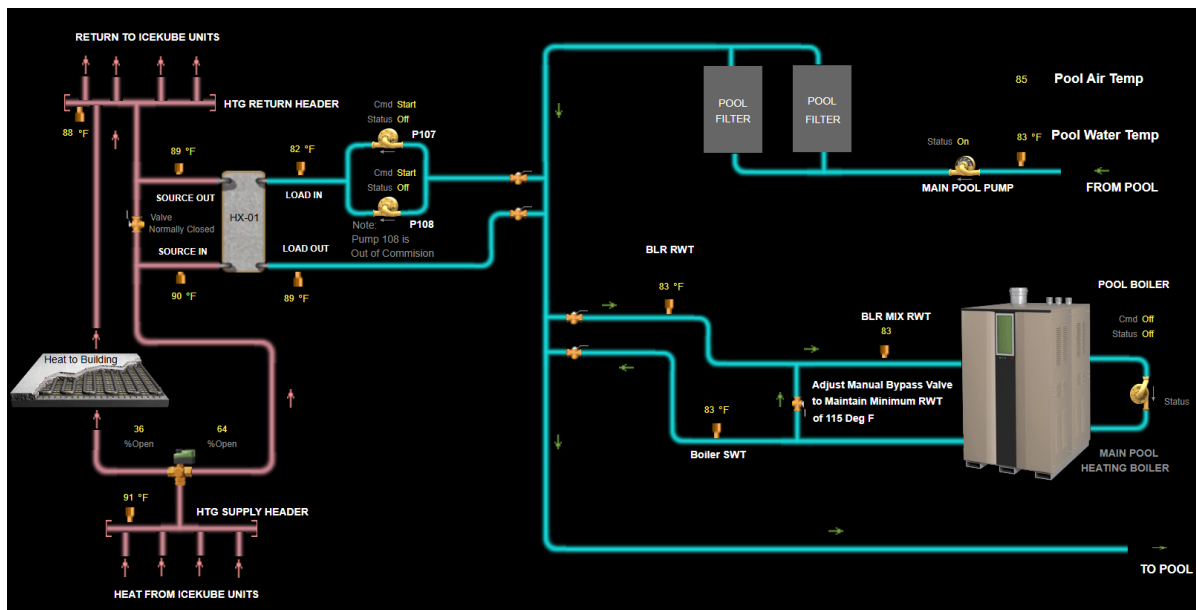 RETURN TO ICEKUBE UNITS
HTG RETURN HEADER
88 °F
89 °F
SOURCE OUT
HX-01
Valve
Normally Closed
SOURCE IN
90 °F
82 °F
LOAD IN
LOAD OUT
89 °F
Cmd Start
Status Off
P107
Cmd Start
Status Off
P108
Note:
Pump 108 is
Out of Commision
POOL
FILTER
POOL
FILTER
85 Pool Air Temp
83 °F Pool Water Temp
Status On
MAIN POOL PUMP
FROM POOL
BLR RWT
83 °F
BLR MIX RWT
83
POOL BOILER
Cmd Off
Status Off
Adjust Manual Bypass Valve
to Maintain Minimum RWT
of 115 Deg F
Status
83 °F
Boiler SWT
MAIN POOL
HEATING BOILER
Heat to Building
36
%Open
64
%Open
91 °F
HTG SUPPLY HEADER
HEAT FROM ICEKUBE UNITS
TO POOL